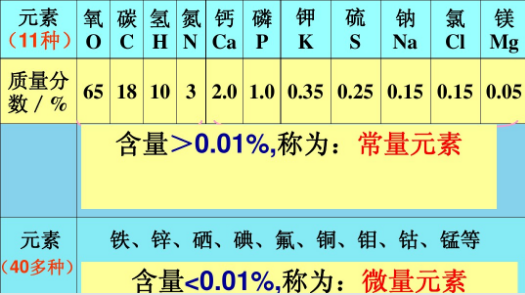 元素 氧 碳 氢 氮 钙 磷 钾 硫 钠 氯 镁
（11种） O C H N Ca P K S Na Cl Mg
质量分
数／% 65 18 10 3 2.0 1.0 0.35 0.25 0.15 0.15 0.05
含量＞0.01%,称为：常量元素
元素 铁、锌、硒、碘、氟、铜、钼、钴、锰等
（40多种）
含量<0.01%,称为：微量元素